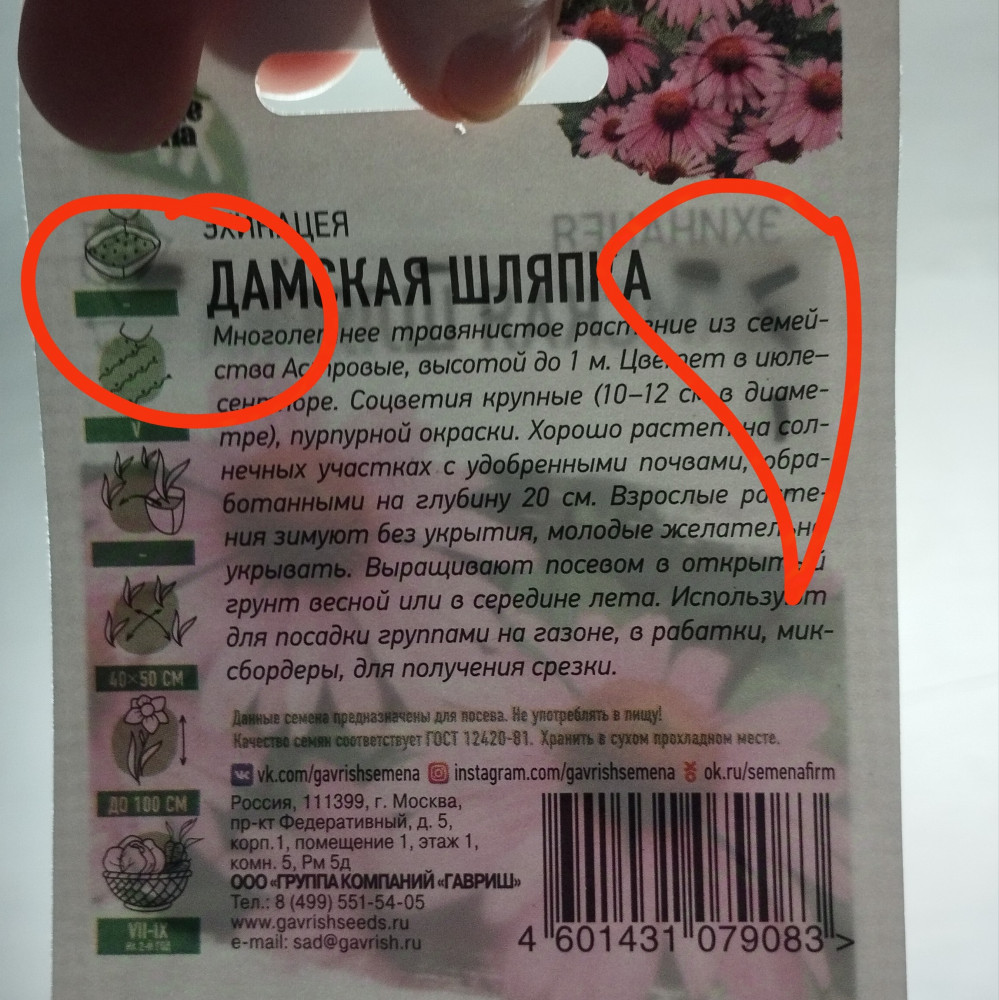 ЭХИНАЦЕЯ
ДАМСКАЯ ШЛЯПКА
Многолетнее травянистое растение из семей-
ства Астровые, высотой до 1 м. Цветет в июле–
сентябре. Соцветия крупные (10–12 см в диаме-
тре), пурпурной окраски. Хорошо растет на сол-
нечных участках с удобренными почвами, обра-
ботанными на глубину 20 см. Взрослые расте-
ния зимуют без укрытия, молодые желательно
укрывать. Выращивают посевом в открытый
грунт весной или в середине лета. Используют
для посадки группами на газоне, в рабатки, мик-
сбордеры, для получения срезки.
-
V
-
40×50 СМ
ДО 100 СМ
VII-IX
НА 2-Й ГОД
Данные семена предназначены для посева. Не употреблять в пищу!
Качество семян соответствует ГОСТ 12420-81. Хранить в сухом прохладном месте.
vk.com/gavrishsemena instagram.com/gavrishsemena ok.ru/semenafirm
Россия, 111399, г. Москва,
пр-кт Федеративный, д. 5,
корп.1, помещение 1, этаж 1,
комн. 5, Рм 5д
ООО «ГРУППА КОМПАНИЙ «ГАВРИШ»
Тел.: 8 (499) 551-54-05
www.gavrishseeds.ru
e-mail: sad@gavrish.ru
4 601431 079083 >